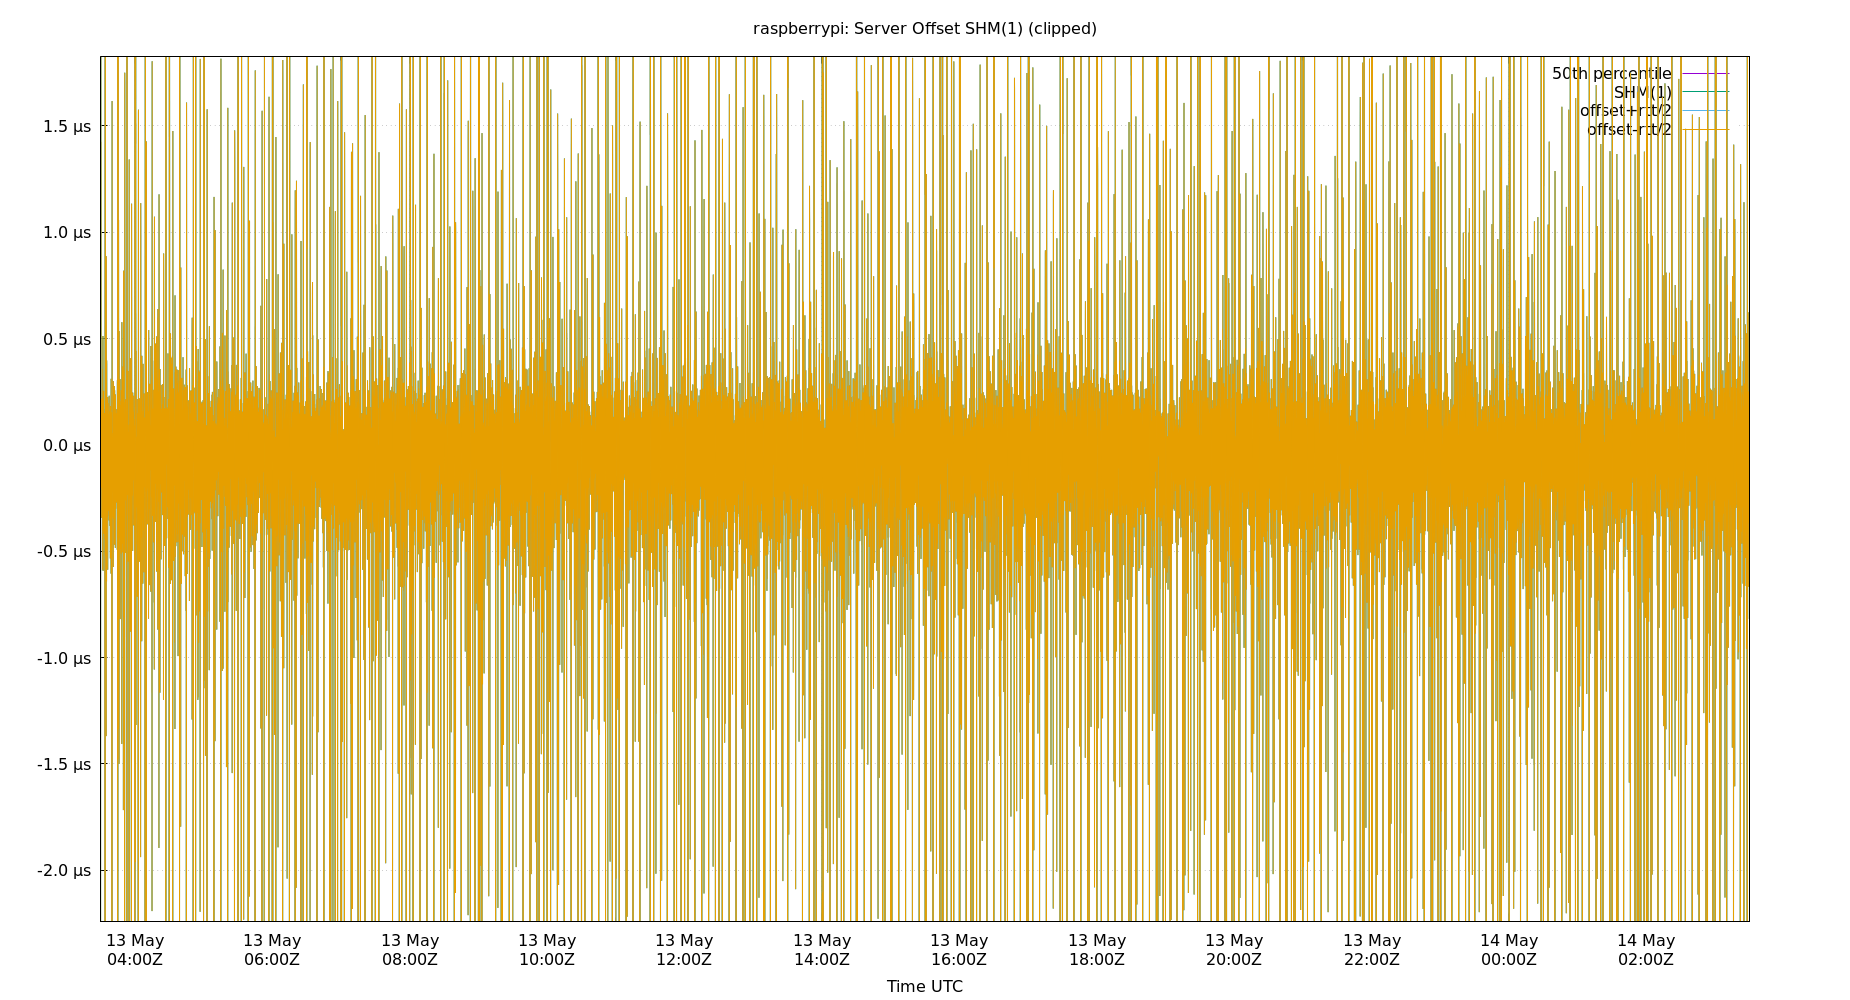 raspberrypi: Server Offset SHM(1) (clipped)
50th percentile
SHM(1)
offset+rtt/2
offset-rtt/2
1.5 µs
1.0 µs
0.5 µs
0.0 µs
-0.5 µs
-1.0 µs
-1.5 µs
-2.0 µs
13 May 13 May 13 May 13 May 13 May 13 May 13 May 13 May 13 May 13 May 14 May 14 May
04:00Z 06:00Z 08:00Z 10:00Z 12:00Z 14:00Z 16:00Z 18:00Z 20:00Z 22:00Z 00:00Z 02:00Z
Time UTC